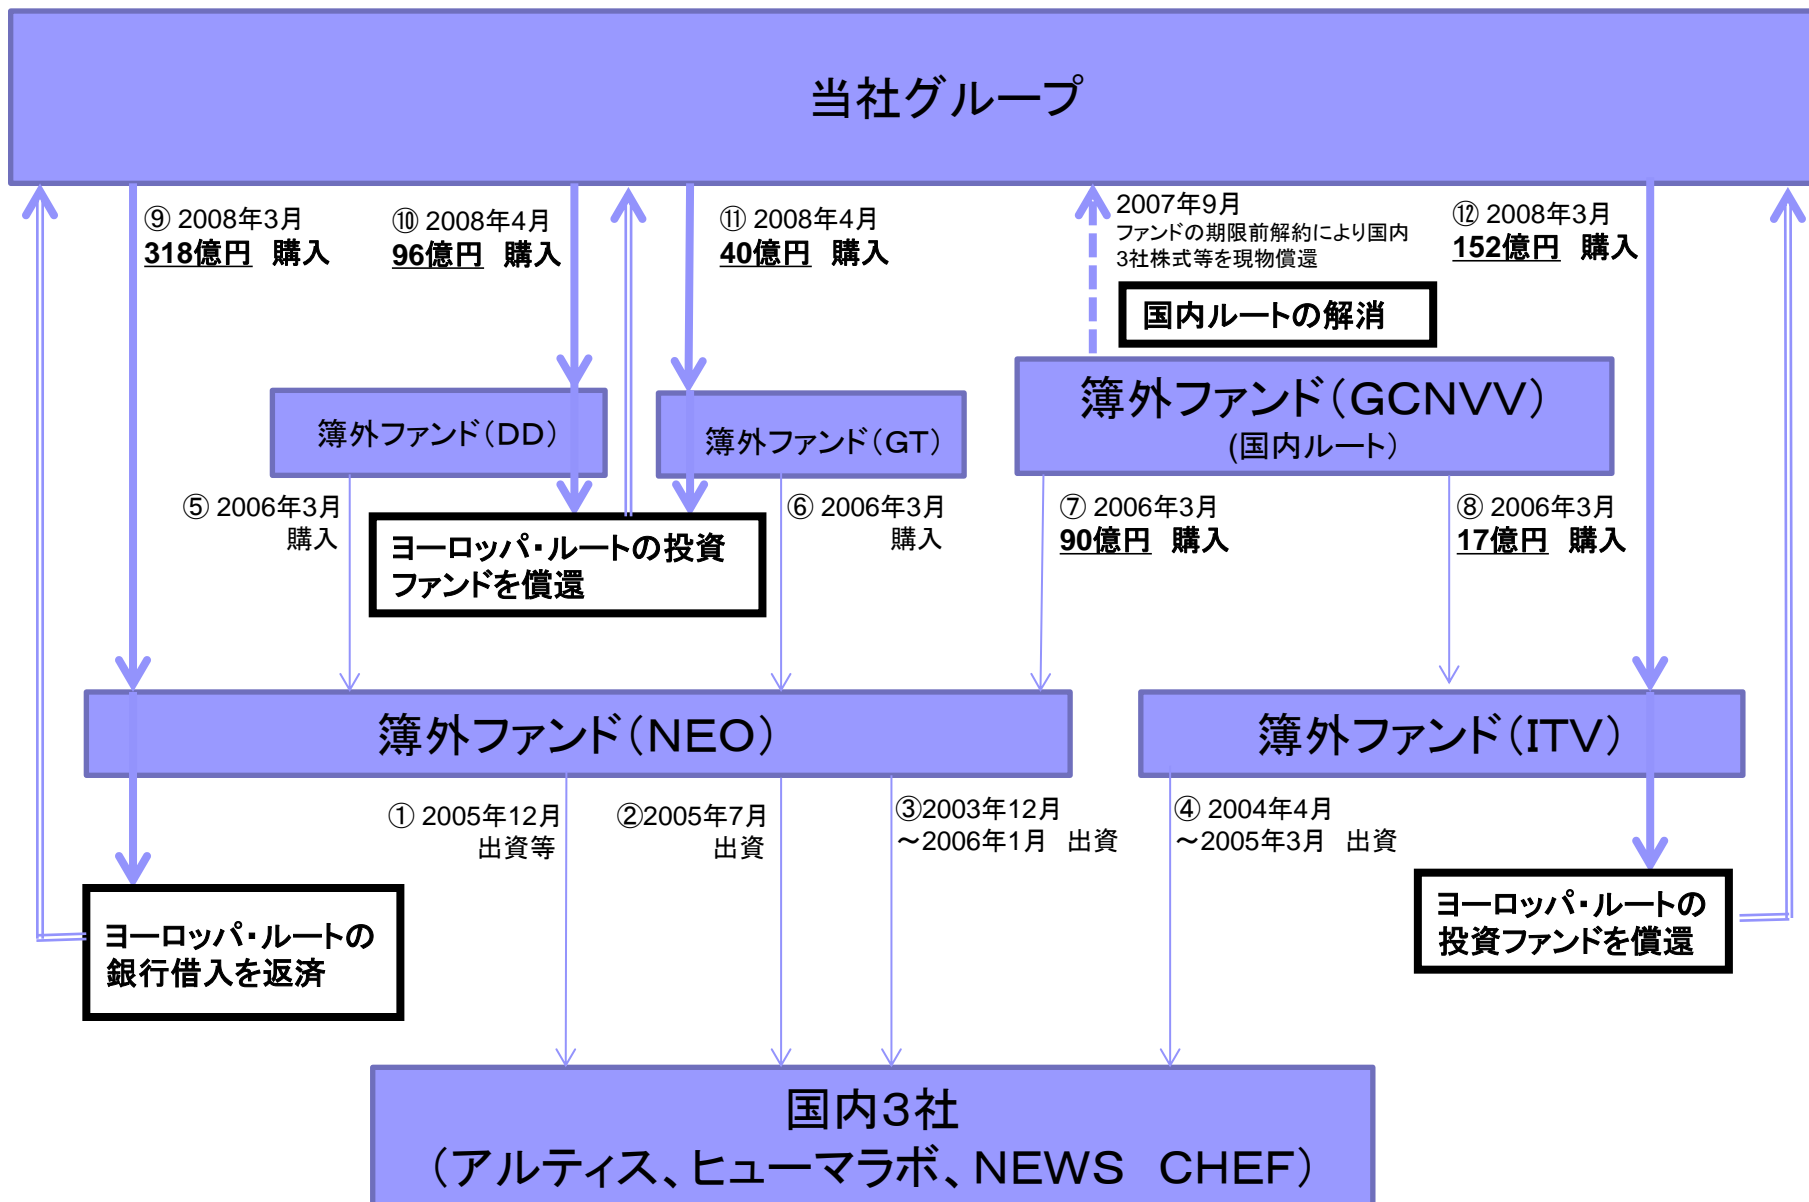 当社グループ
⑨ 2008年3月
318億円 購入
⑩ 2008年4月
96億円 購入
⑪ 2008年4月
40億円 購入
2007年9月
ファンドの期限前解約により国内
3社株式等を現物償還
国内ルートの解消
⑫ 2008年3月
152億円 購入
簿外ファンド（DD）
簿外ファンド（GT）
簿外ファンド（GCNVV）
(国内ルート）
⑤ 2006年3月
購入
ヨーロッパ・ルートの投資
ファンドを償還
⑥ 2006年3月
購入
⑦ 2006年3月
90億円 購入
⑧ 2006年3月
17億円 購入
簿外ファンド（NEO）
簿外ファンド（ITV）
① 2005年12月
出資等
②2005年7月
出資
③2003年12月
～2006年1月 出資
④ 2004年4月
～2005年3月 出資
ヨーロッパ・ルートの
銀行借入を返済
ヨーロッパ・ルートの
投資ファンドを償還
国内3社
（アルティス、ヒューマラボ、NEWS CHEF）